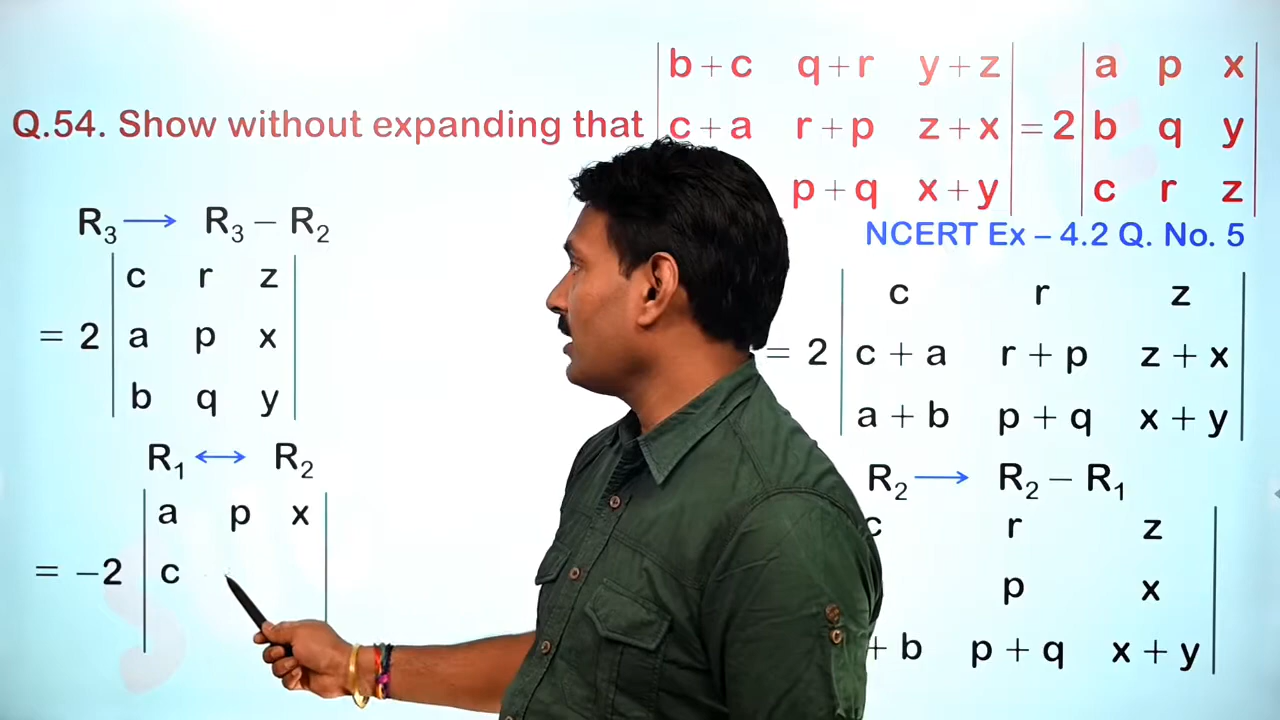 Q.54. Show without expanding that
b + c q + r y + z
c + a r + p z + x
p + q x + y
= 2
a p x
b q y
c r z
NCERT Ex – 4.2 Q. No. 5
= 2
c r z
c + a r + p z + x
a + b p + q x + y
R₂ → R₂ – R₁
c r z
p x
+ b p + q x + y
R₃ → R₃ – R₂
= 2
c r z
a p x
b q y
R₁ ↔ R₂
= –2
a p x
c